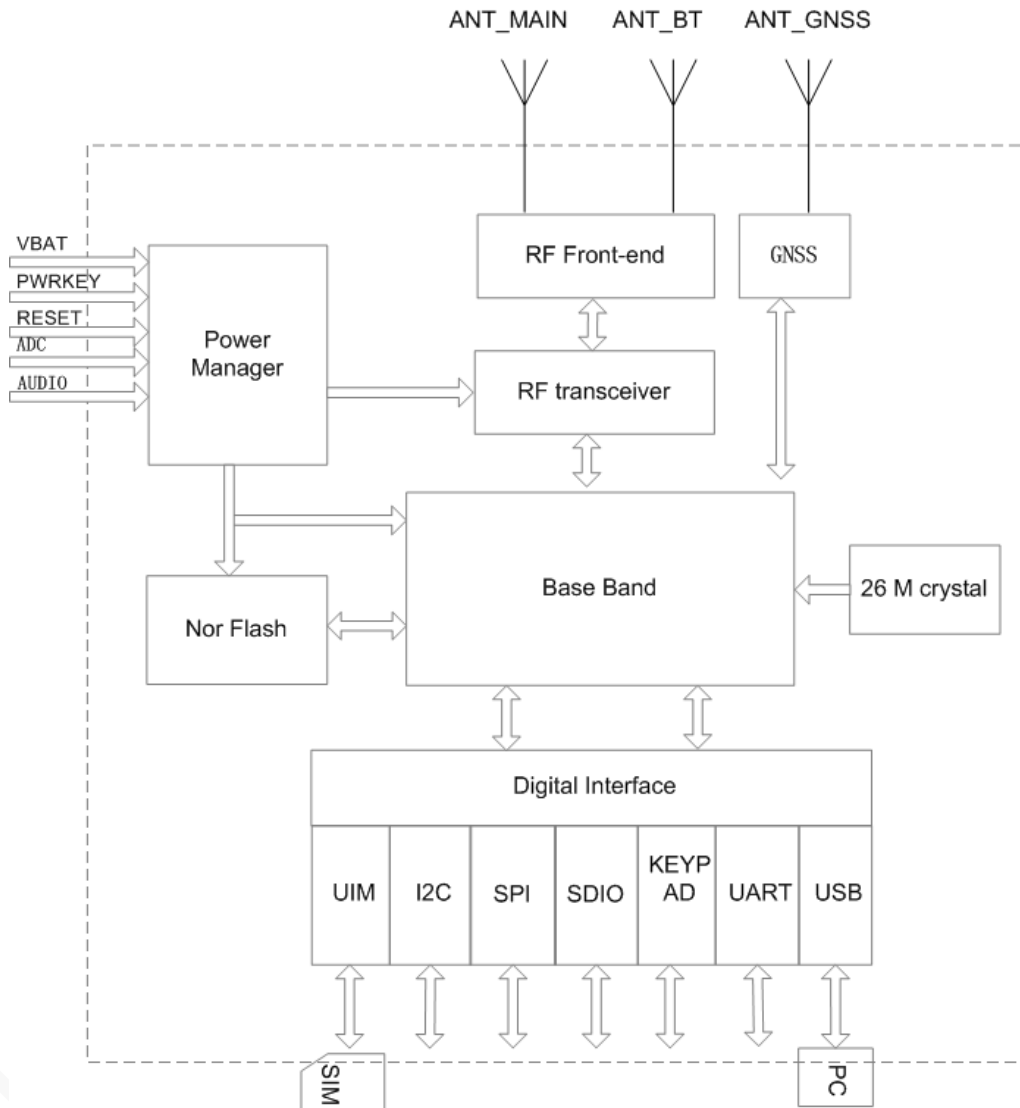 ANT_MAIN ANT_BT ANT_GNSS
VBAT
PWRKEY
RESET
ADC
AUDIO
Power
Manager
RF Front-end
GNSS
RF transceiver
Base Band
26 M crystal
Nor Flash
Digital Interface
UIM I2C SPI SDIO KEYP
AD UART USB
SIM
PC